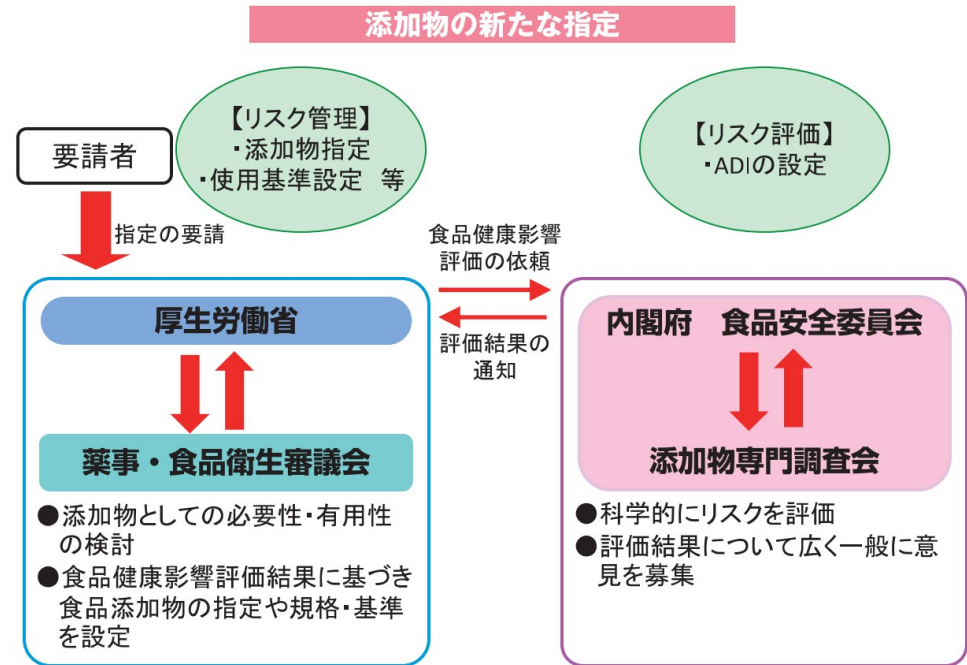 添加物の新たな指定
要請者
【リスク管理】
・添加物指定
・使用基準設定 等
【リスク評価】
・ADIの設定
指定の要請
食品健康影響
評価の依頼
評価結果の
通知
厚生労働省
薬事・食品衛生審議会
●添加物としての必要性・有用性
の検討
●食品健康影響評価結果に基づき
食品添加物の指定や規格・基準
を設定
内閣府 食品安全委員会
添加物専門調査会
●科学的にリスクを評価
●評価結果について広く一般に意
見を募集